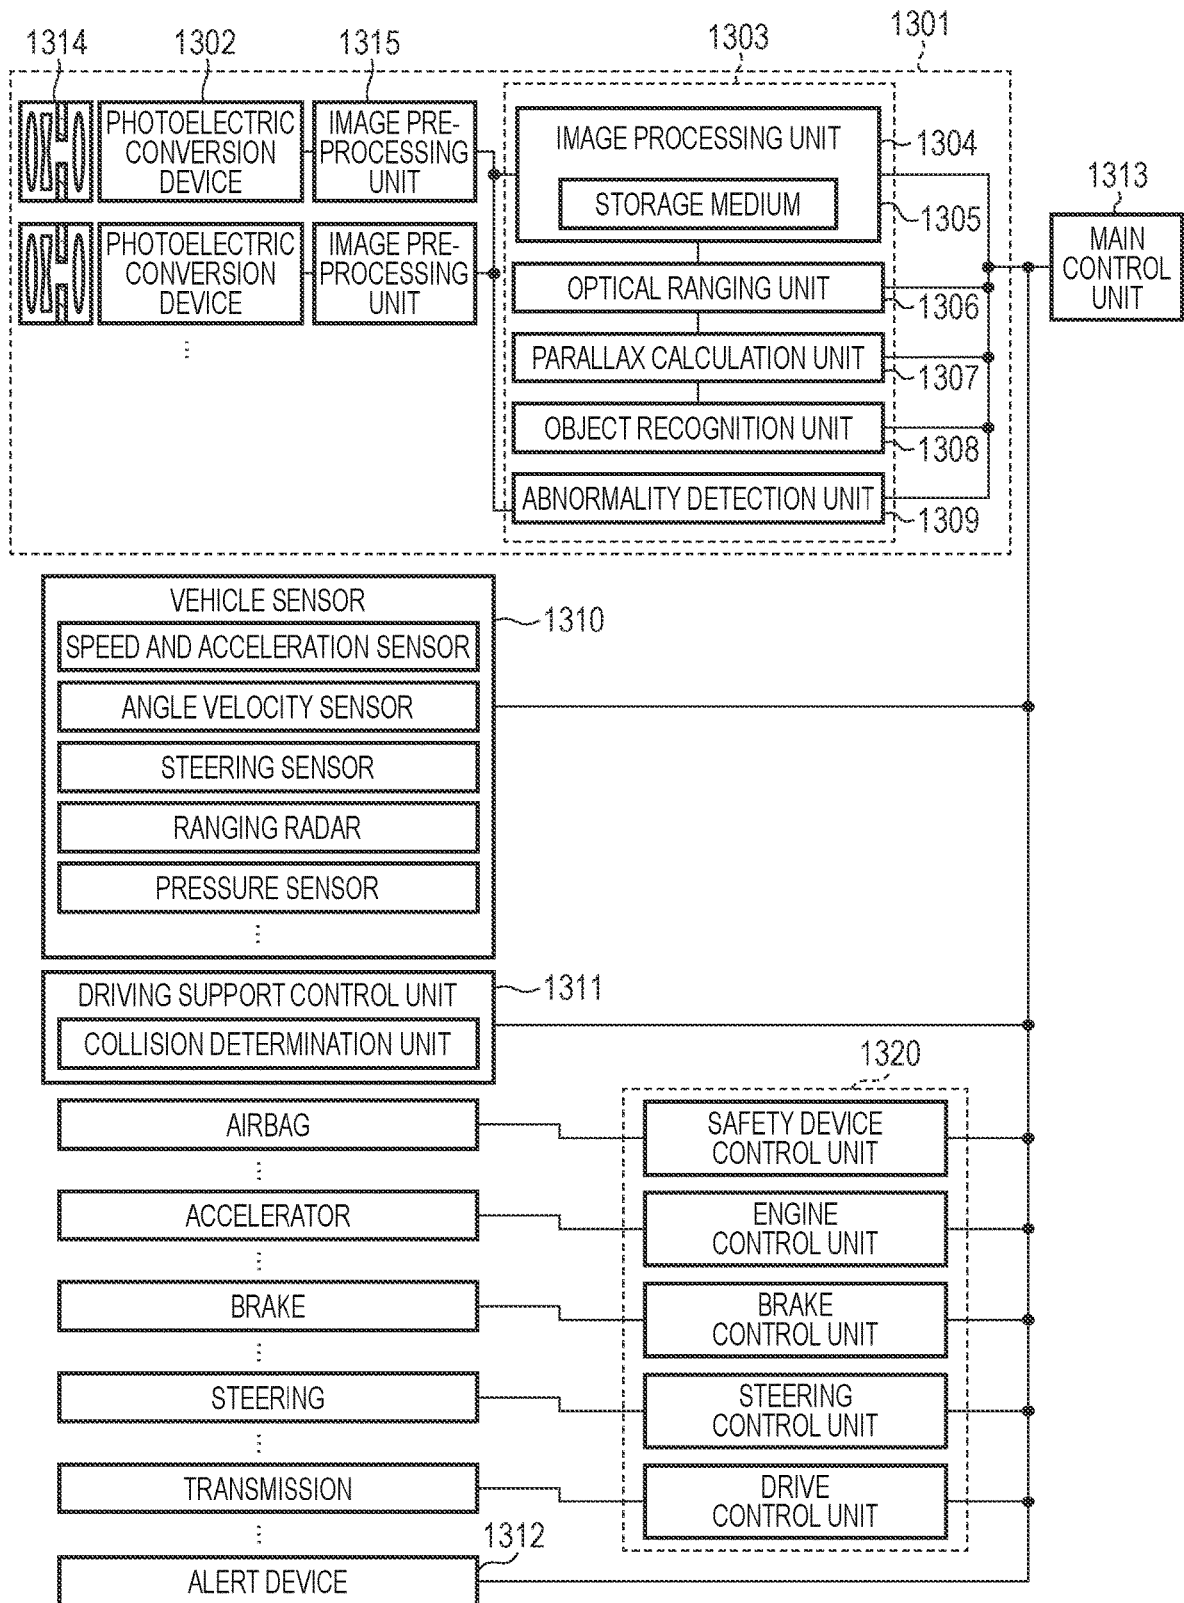 1314
1302
1315
1303
1301
PHOTOELECTRIC
CONVERSION
DEVICE
IMAGE PRE-
PROCESSING
UNIT
IMAGE PROCESSING UNIT
1304
STORAGE MEDIUM
1305
1313
MAIN
CONTROL
UNIT
PHOTOELECTRIC
CONVERSION
DEVICE
IMAGE PRE-
PROCESSING
UNIT
OPTICAL RANGING UNIT
1306
PARALLAX CALCULATION UNIT
1307
OBJECT RECOGNITION UNIT
1308
ABNORMALITY DETECTION UNIT
1309
VEHICLE SENSOR
1310
SPEED AND ACCELERATION SENSOR
ANGLE VELOCITY SENSOR
STEERING SENSOR
RANGING RADAR
PRESSURE SENSOR
DRIVING SUPPORT CONTROL UNIT
1311
COLLISION DETERMINATION UNIT
1320
AIRBAG
SAFETY DEVICE
CONTROL UNIT
ACCELERATOR
ENGINE
CONTROL UNIT
BRAKE
BRAKE
CONTROL UNIT
STEERING
STEERING
CONTROL UNIT
TRANSMISSION
DRIVE
CONTROL UNIT
1312
ALERT DEVICE